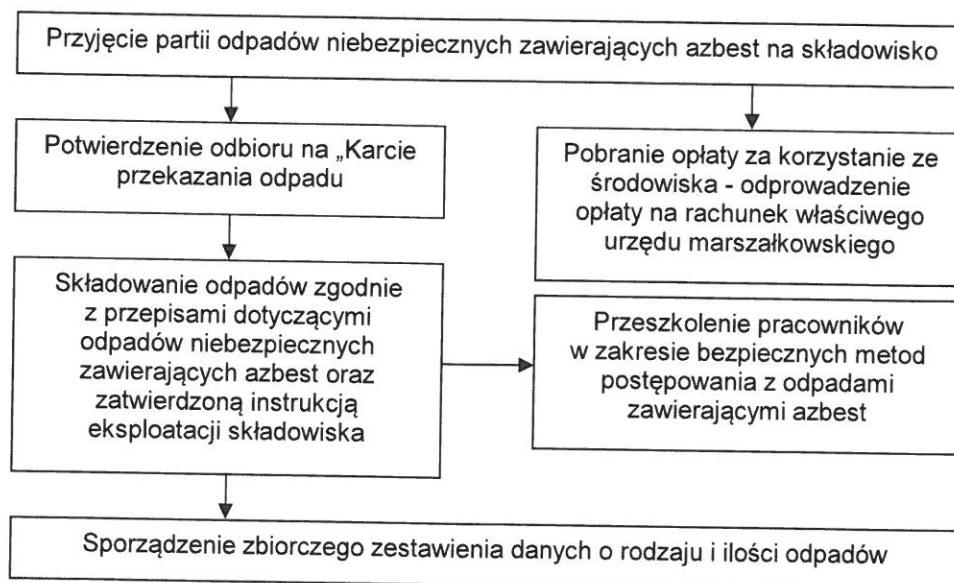 Przyjęcie partii odpadów niebezpiecznych zawierających azbest na składowisko
Potwierdzenie odbioru na „Karcie
przekazania odpadu
Pobranie opłaty za korzystanie ze
środowiska - odprowadzenie
opłaty na rachunek właściwego
urzędu marszałkowskiego
Składowanie odpadów zgodnie
z przepisami dotyczącymi
odpadów niebezpiecznych
zawierających azbest oraz
zatwierdzoną instrukcją
eksploatacji składowiska
Przeszkolenie pracowników
w zakresie bezpiecznych metod
postępowania z odpadami
zawierającymi azbest
Sporządzenie zbiorczego zestawienia danych o rodzaju i ilości odpadów